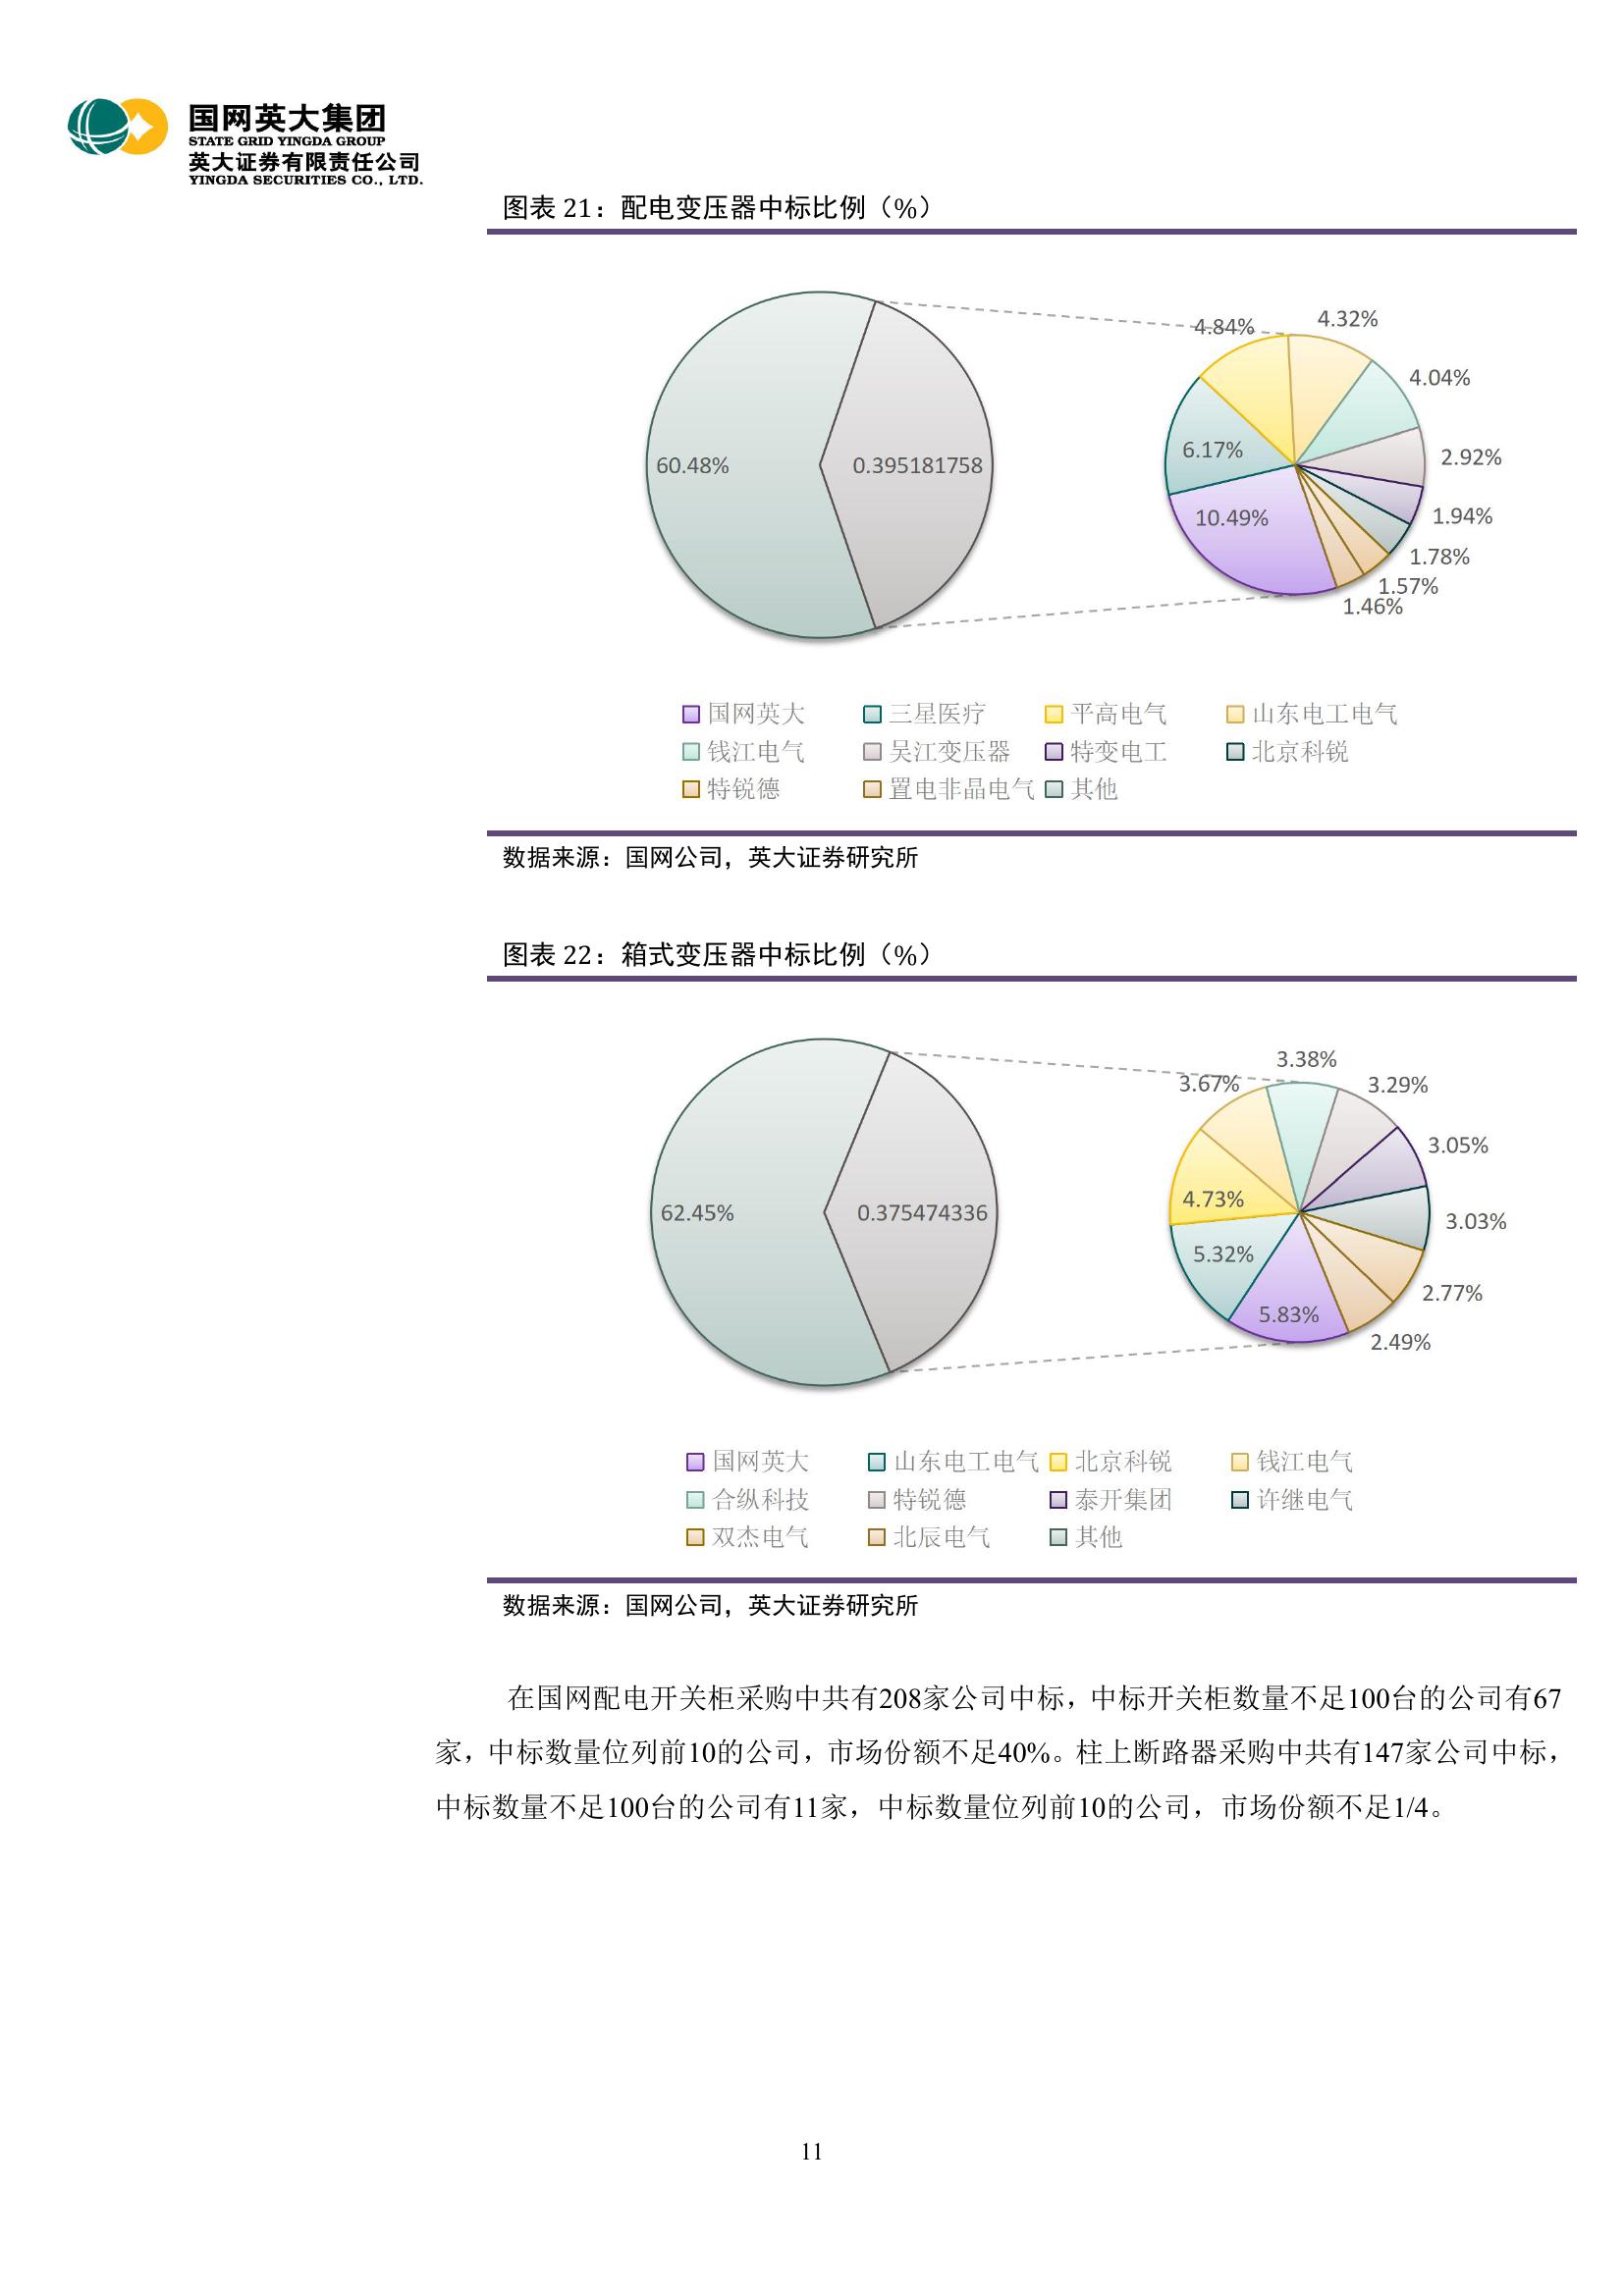 国网英大集团
STATE GRID YINGDA GROUP
英大证券有限责任公司
YINGDA SECURITIES CO., LTD.
图表 21：配电变压器中标比例（%）
60.48%
0.395181758
4.84%
4.32%
4.04%
6.17%
2.92%
10.49%
1.94%
1.78%
1.57%
1.46%
国网英大 三星医疗 平高电气 山东电工电气
钱江电气 吴江变压器 特变电工 北京科锐
特锐德 置电非晶电气 其他
数据来源：国网公司，英大证券研究所
图表 22：箱式变压器中标比例（%）
62.45%
0.375474336
3.38%
3.67%
3.29%
3.05%
4.73%
3.03%
5.32%
2.77%
5.83%
2.49%
国网英大 山东电工电气 北京科锐 钱江电气
合纵科技 特锐德 泰开集团 许继电气
双杰电气 北辰电气 其他
数据来源：国网公司，英大证券研究所
在国网配电开关柜采购中共有208家公司中标，中标开关柜数量不足100台的公司有67
家，中标数量位列前10的公司，市场份额不足40%。柱上断路器采购中共有147家公司中标，
中标数量不足100台的公司有11家，中标数量位列前10的公司，市场份额不足1/4。
11